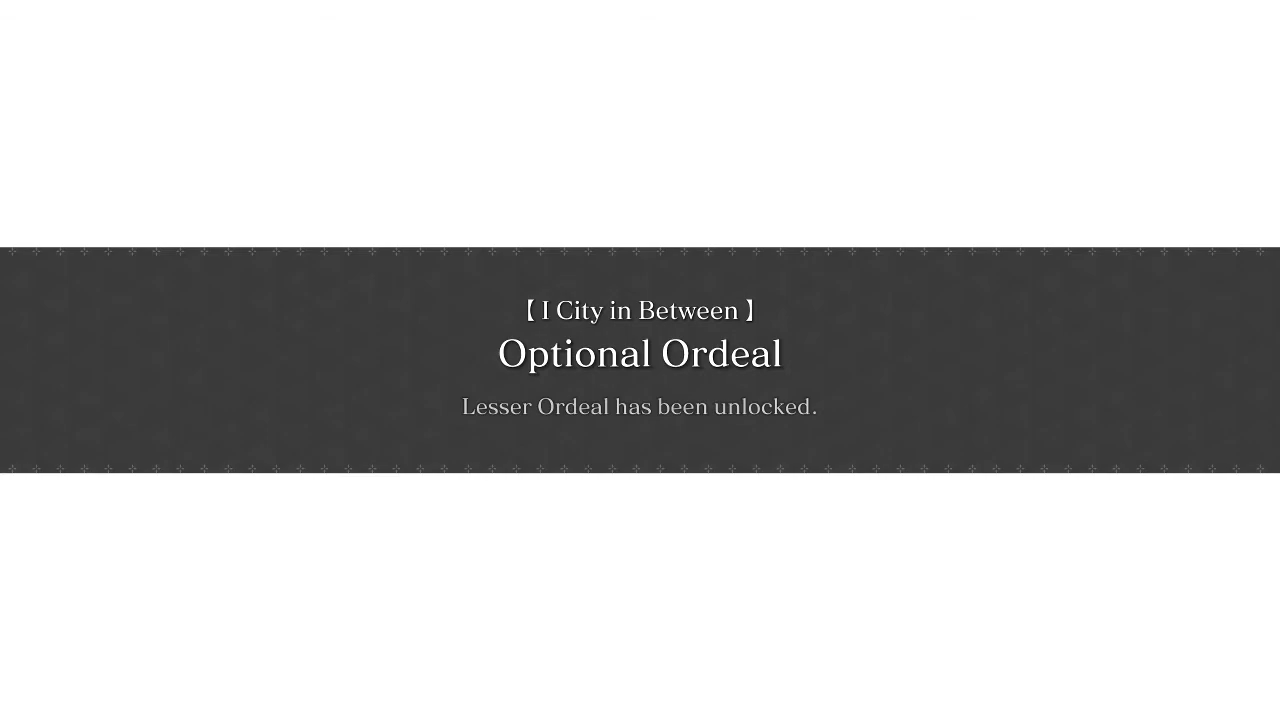 【 I City in Between 】
Optional Ordeal
Lesser Ordeal has been unlocked.